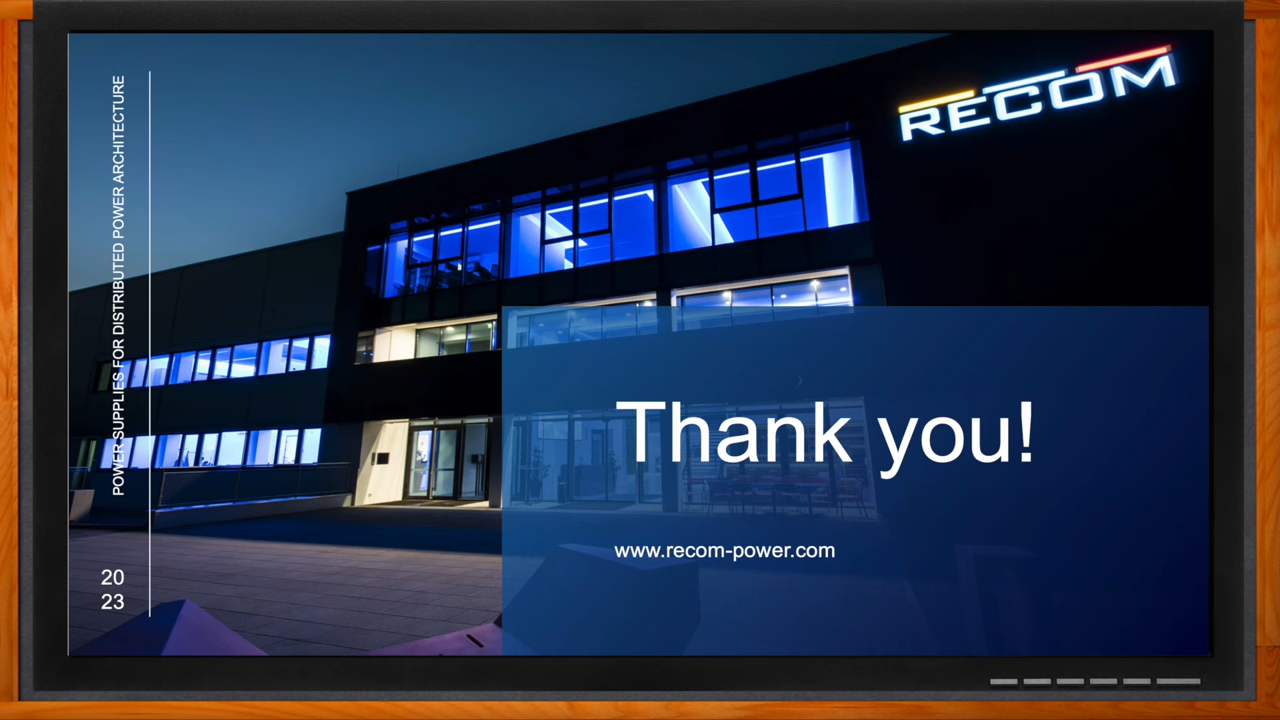 RECOM
POWER SUPPLIES FOR DISTRIBUTED POWER ARCHITECTURE
Thank you!
www.recom-power.com
20
23